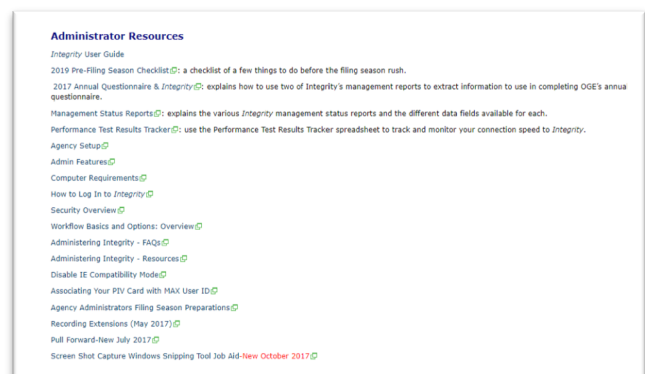 Administrator Resources
Integrity User Guide
2019 Pre-Filing Season Checklist: a checklist of a few things to do before the filing season rush.
2017 Annual Questionnaire & Integrity: explains how to use two of Integrity's management reports to extract information to use in completing OGE's annua
questionnaire.
Management Status Reports: explains the various Integrity management status reports and the different data fields available for each.
Performance Test Results Tracker: use the Performance Test Results Tracker spreadsheet to track and monitor your connection speed to Integrity.
Agency Setup
Admin Features
Computer Requirements
How to Log In to Integrity
Security Overview
Workflow Basics and Options: Overview
Administering Integrity - FAQs
Administering Integrity - Resources
Disable IE Compatibility Mode
Associating Your PIV Card with MAX User ID
Agency Administrators Filing Season Preparations
Recording Extensions (May 2017)
Pull Forward-New July 2017
Screen Shot Capture Windows Snipping Tool Job Aid-New October 2017